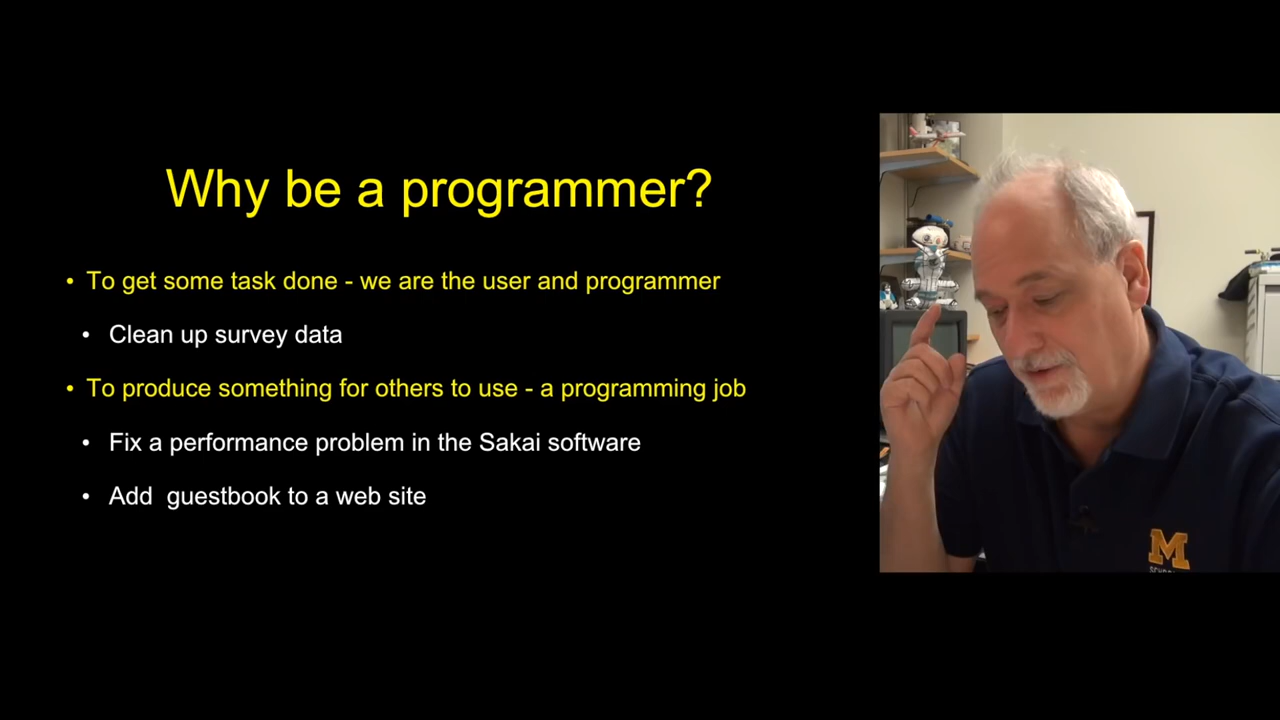 Why be a programmer?
• To get some task done - we are the user and programmer
• Clean up survey data
• To produce something for others to use - a programming job
• Fix a performance problem in the Sakai software
• Add  guestbook to a web site
M